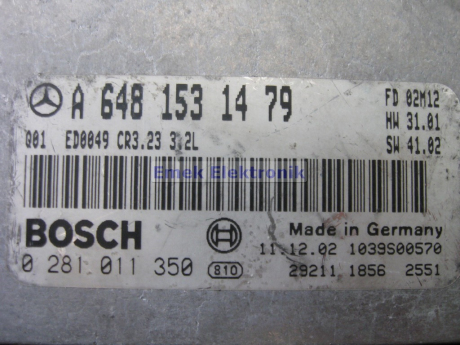 A 648 153 14 79
FD 02M12
HW 31.01
Q01 ED0049 CR3.23 3.2L
SW 41.02
Emek Elektronik
BOSCH
Made in Germany
11.12.02 1039S00570
0 281 011 350 810
29211 1856 2551